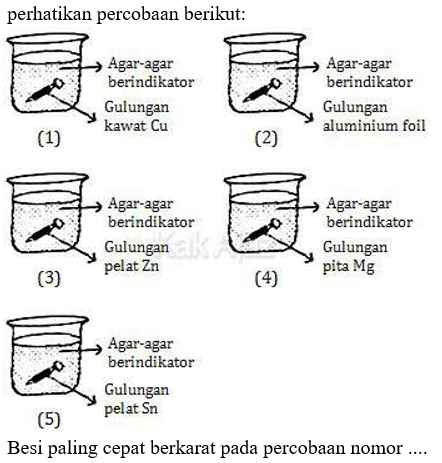 perhatikan percobaan berikut:
Agar-agar
berindikator
Gulungan
kawat Cu
(1)
Agar-agar
berindikator
Gulungan
aluminium foil
(2)
Agar-agar
berindikator
Gulungan
pelat Zn
(3)
Agar-agar
berindikator
Gulungan
pita Mg
(4)
Agar-agar
berindikator
Gulungan
pelat Sn
(5)
Besi paling cepat berkarat pada percobaan nomor ....